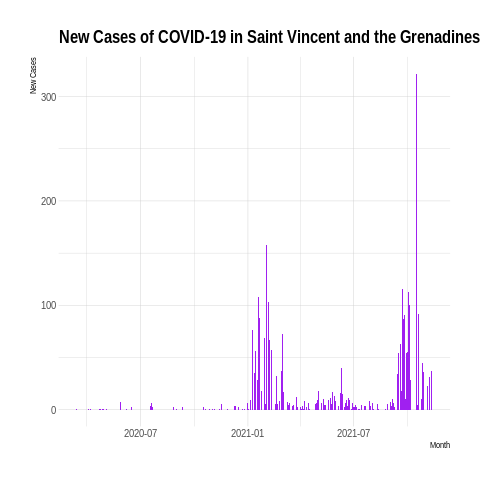 New Cases of COVID-19 in Saint Vincent and the Grenadines
New Cases
300
200
100
0
2020-07 2021-01 2021-07
Month